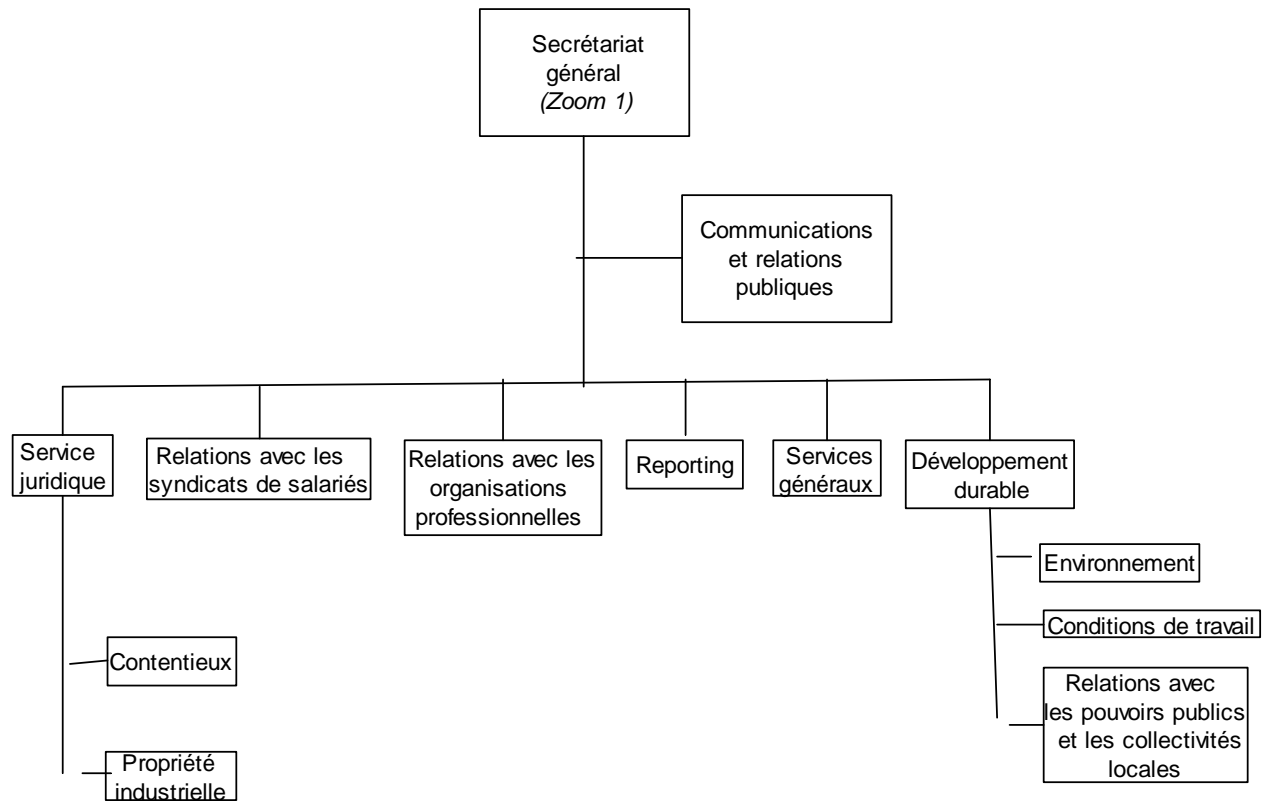 Secrétariat
général
(Zoom 1)
Communications
et relations
publiques
Service
juridique
Relations avec les
syndicats de salariés
Relations avec les
organisations
professionnelles
Reporting
Services
généraux
Développement
durable
Environnement
Conditions de travail
Relations avec
les pouvoirs publics
et les collectivités
locales
Contentieux
Propriété
industrielle